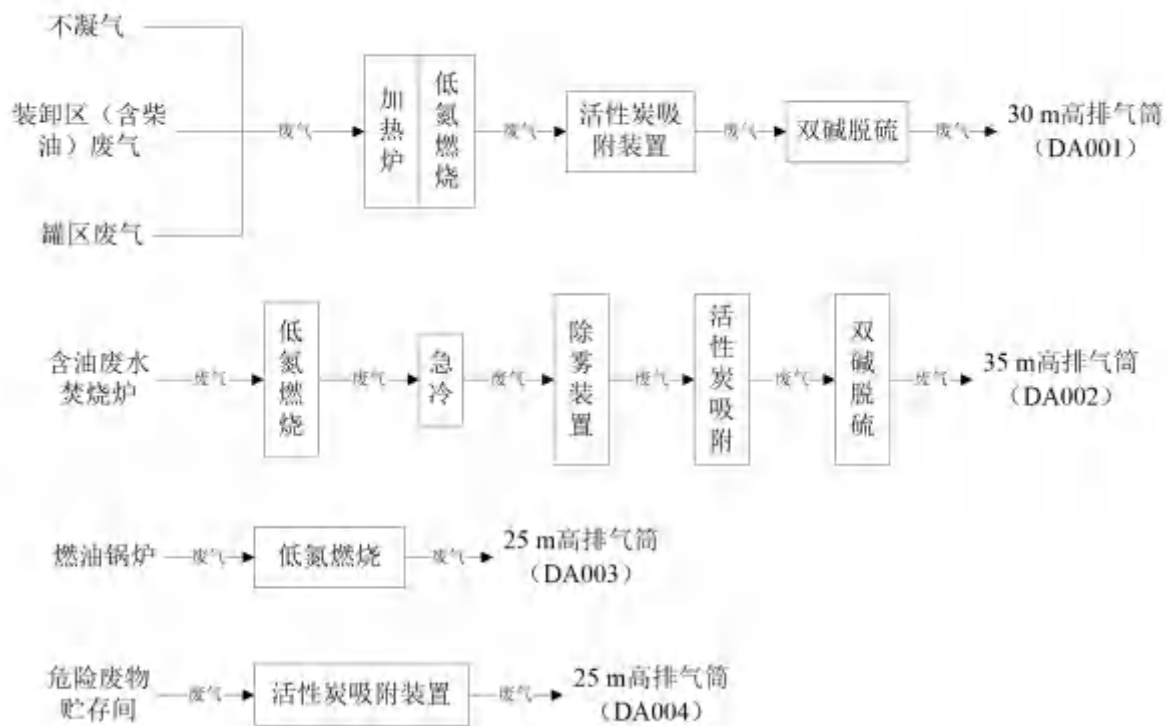 不凝气
装卸区（含柴
油）废气
罐区废气
废气
加热炉
低氮燃烧
废气
活性炭吸
附装置
废气
双碱脱硫
废气
30 m高排气筒
（DA001）
含油废水
焚烧炉
废气
低氮燃烧
废气
急冷
废气
除雾装置
废气
活性炭吸附
废气
双碱脱硫
废气
35 m高排气筒
（DA002）
燃油锅炉
废气
低氮燃烧
废气
25 m高排气筒
（DA003）
危险废物
贮存间
废气
活性炭吸附装置
废气
25 m高排气筒
（DA004）